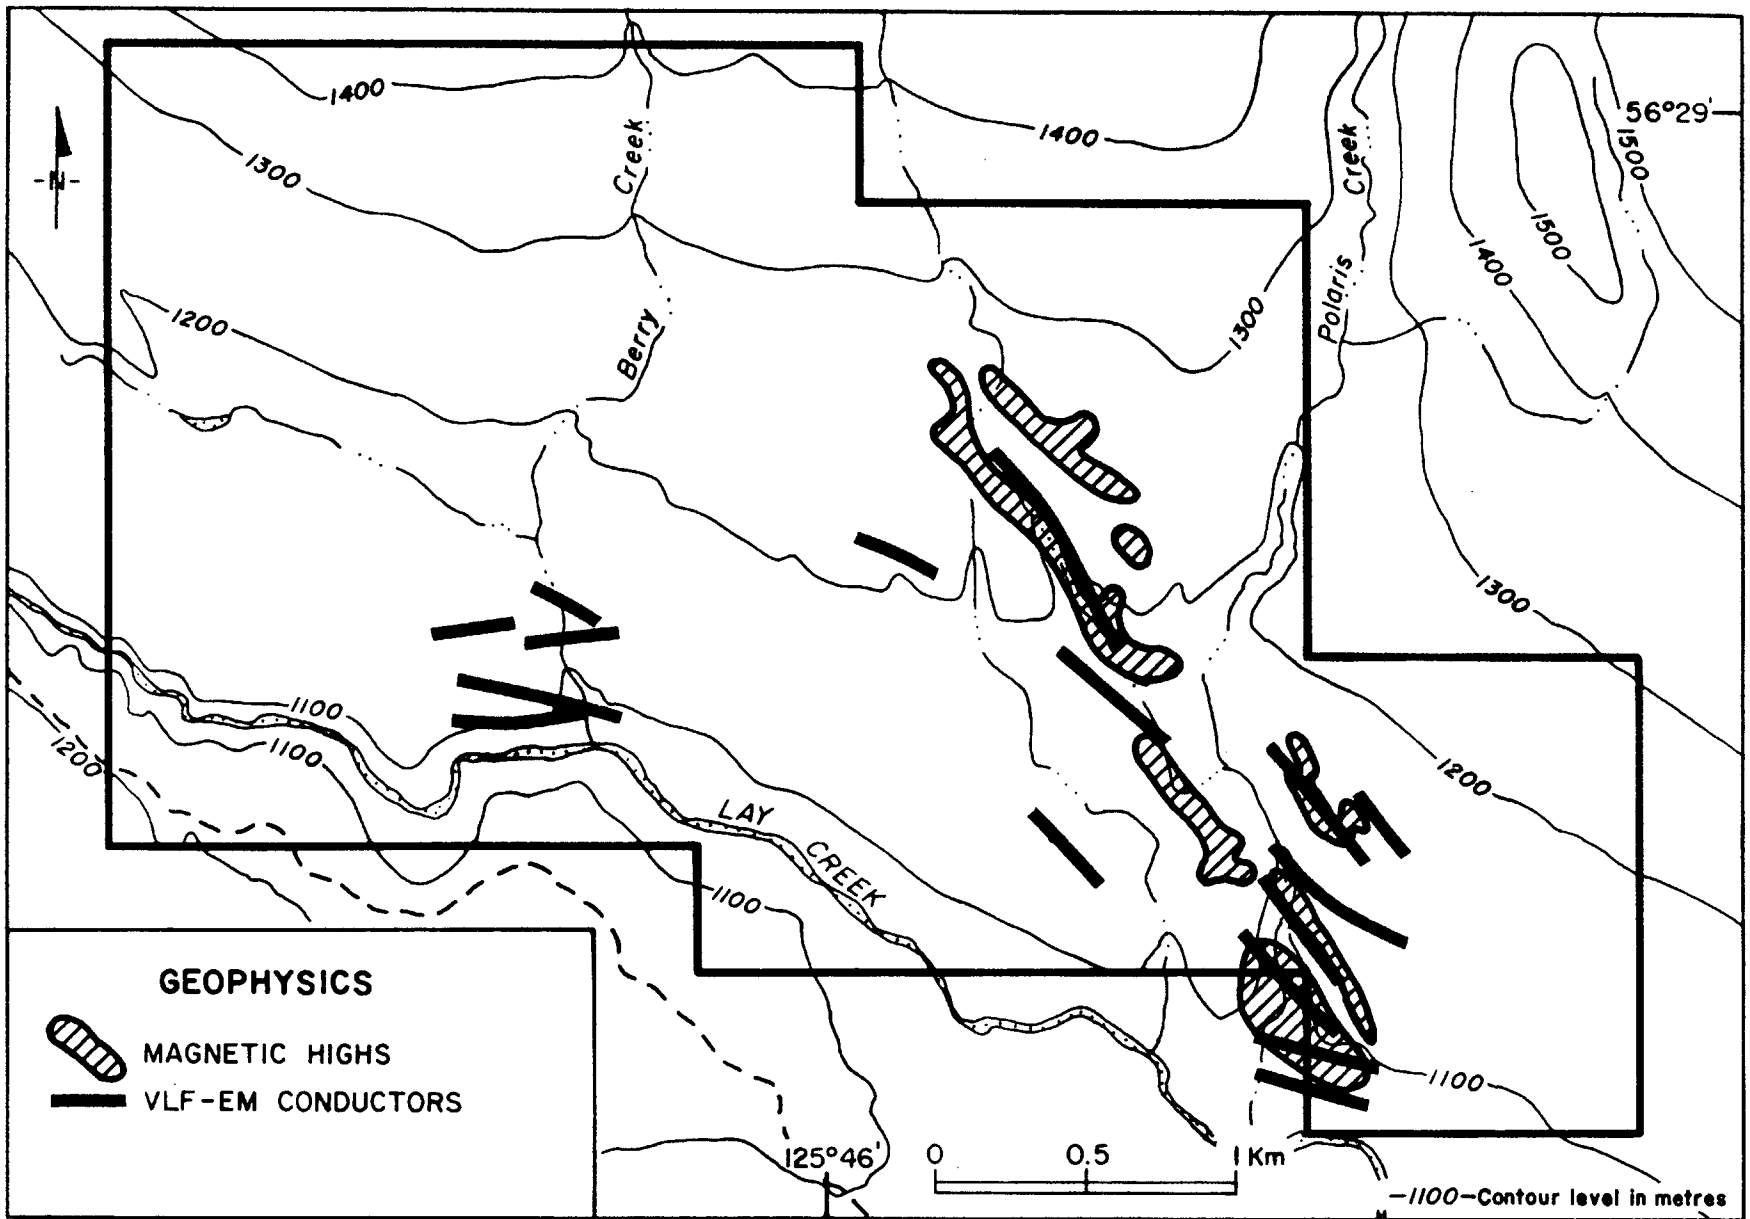 1400
1400
56°29'
1500
1300
Creek
Creek
1500
1400
Polaris
1200
Berry
1300
1300
1100
1100
1200
1200
LAY
CREEK
1100
GEOPHYSICS
MAGNETIC HIGHS
VLF-EM CONDUCTORS
1100
125°46'
0 0.5 1 Km
-1100-Contour level in metres
-N-